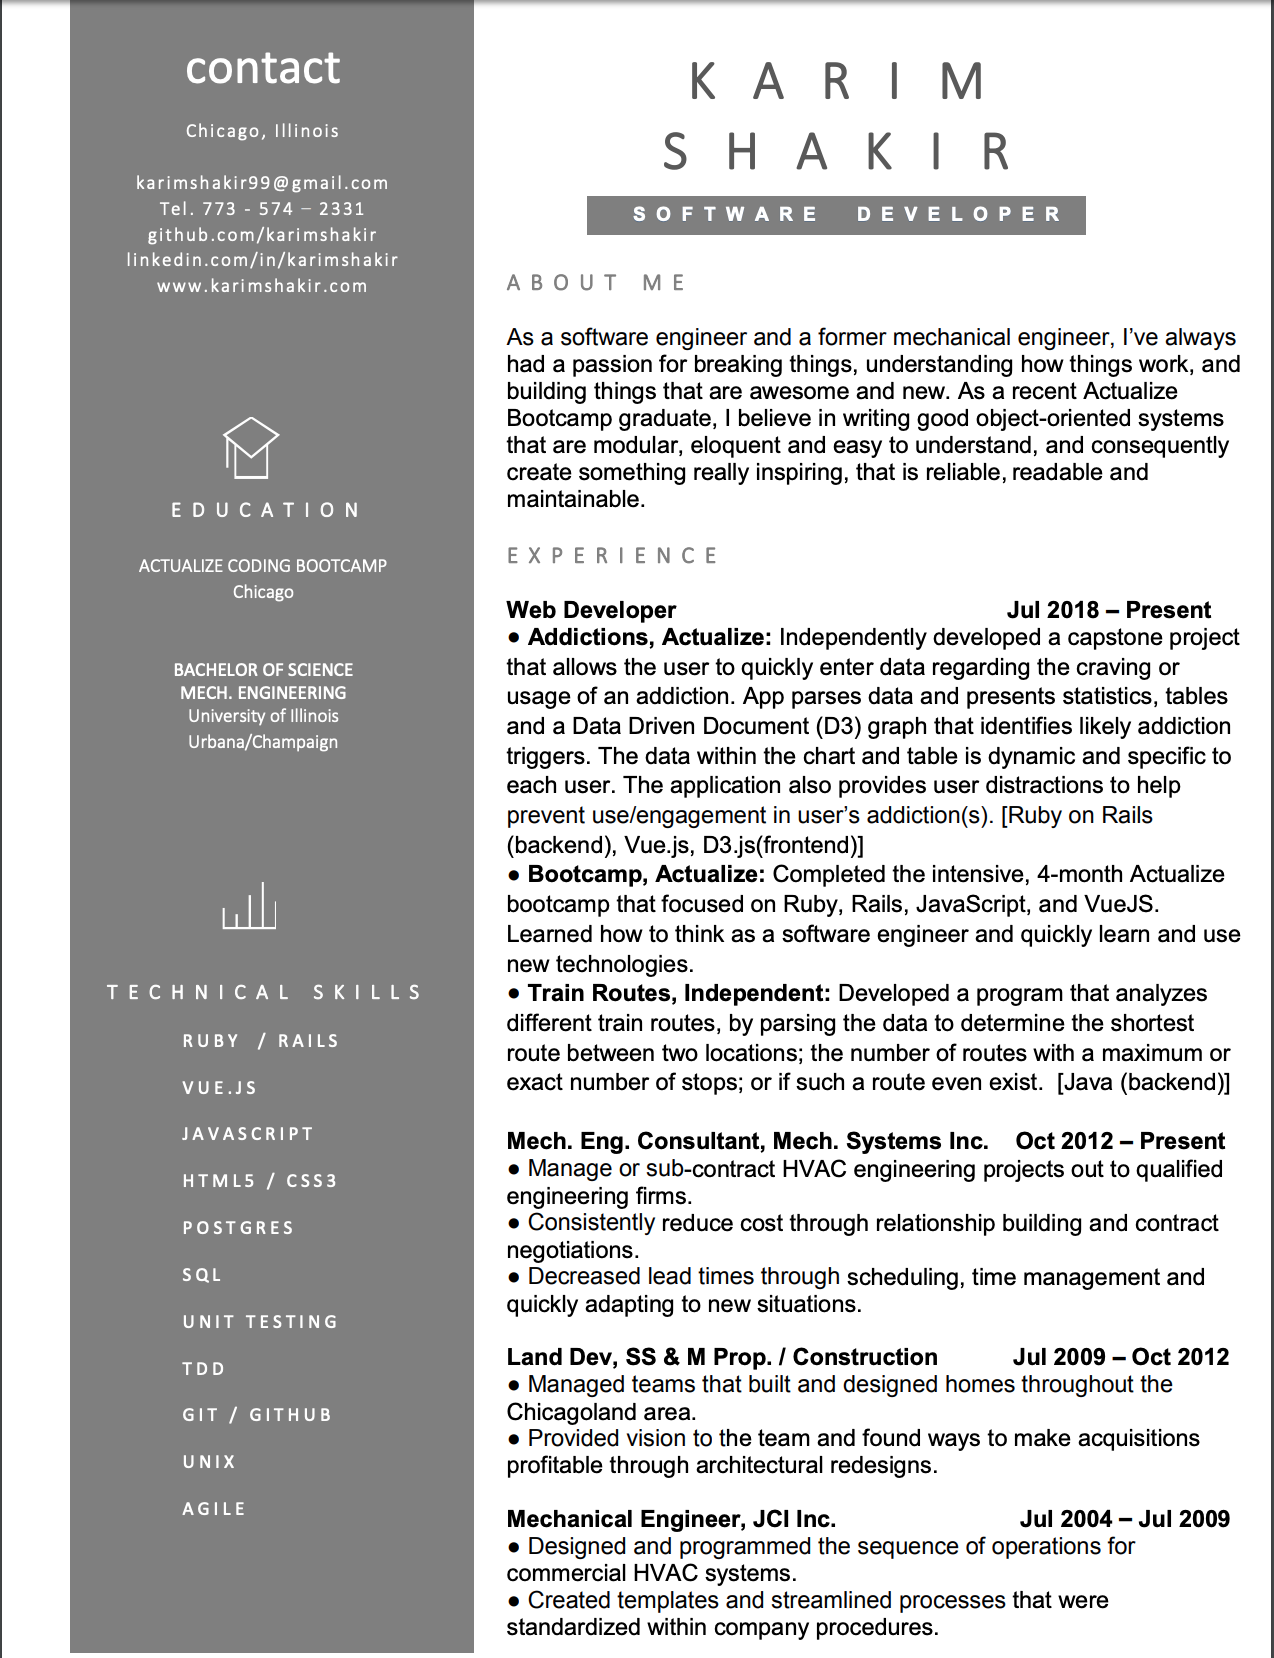 contact
Chicago, Illinois
karimshakir99@gmail.com
Tel. 773 - 574 – 2331
github.com/karimshakir
linkedin.com/in/karimshakir
www.karimshakir.com
EDUCATION
ACTUALIZE CODING BOOTCAMP
Chicago
BACHELOR OF SCIENCE
MECH. ENGINEERING
University of Illinois
Urbana/Champaign
TECHNICAL SKILLS
RUBY / RAILS
VUE.JS
JAVASCRIPT
HTML5 / CSS3
POSTGRES
SQL
UNIT TESTING
TDD
GIT / GITHUB
UNIX
AGILE
KARIM
SHAKIR
SOFTWARE DEVELOPER
ABOUT ME
As a software engineer and a former mechanical engineer, I’ve always
had a passion for breaking things, understanding how things work, and
building things that are awesome and new. As a recent Actualize
Bootcamp graduate, I believe in writing good object-oriented systems
that are modular, eloquent and easy to understand, and consequently
create something really inspiring, that is reliable, readable and
maintainable.
EXPERIENCE
Web Developer Jul 2018 – Present
● Addictions, Actualize: Independently developed a capstone project
that allows the user to quickly enter data regarding the craving or
usage of an addiction. App parses data and presents statistics, tables
and a Data Driven Document (D3) graph that identifies likely addiction
triggers. The data within the chart and table is dynamic and specific to
each user. The application also provides user distractions to help
prevent use/engagement in user’s addiction(s). [Ruby on Rails
(backend), Vue.js, D3.js(frontend)]
● Bootcamp, Actualize: Completed the intensive, 4-month Actualize
bootcamp that focused on Ruby, Rails, JavaScript, and VueJS.
Learned how to think as a software engineer and quickly learn and use
new technologies.
● Train Routes, Independent: Developed a program that analyzes
different train routes, by parsing the data to determine the shortest
route between two locations; the number of routes with a maximum or
exact number of stops; or if such a route even exist. [Java (backend)]
Mech. Eng. Consultant, Mech. Systems Inc. Oct 2012 – Present
● Manage or sub-contract HVAC engineering projects out to qualified
engineering firms.
● Consistently reduce cost through relationship building and contract
negotiations.
● Decreased lead times through scheduling, time management and
quickly adapting to new situations.
Land Dev, SS & M Prop. / Construction Jul 2009 – Oct 2012
● Managed teams that built and designed homes throughout the
Chicagoland area.
● Provided vision to the team and found ways to make acquisitions
profitable through architectural redesigns.
Mechanical Engineer, JCI Inc. Jul 2004 – Jul 2009
● Designed and programmed the sequence of operations for
commercial HVAC systems.
● Created templates and streamlined processes that were
standardized within company procedures.